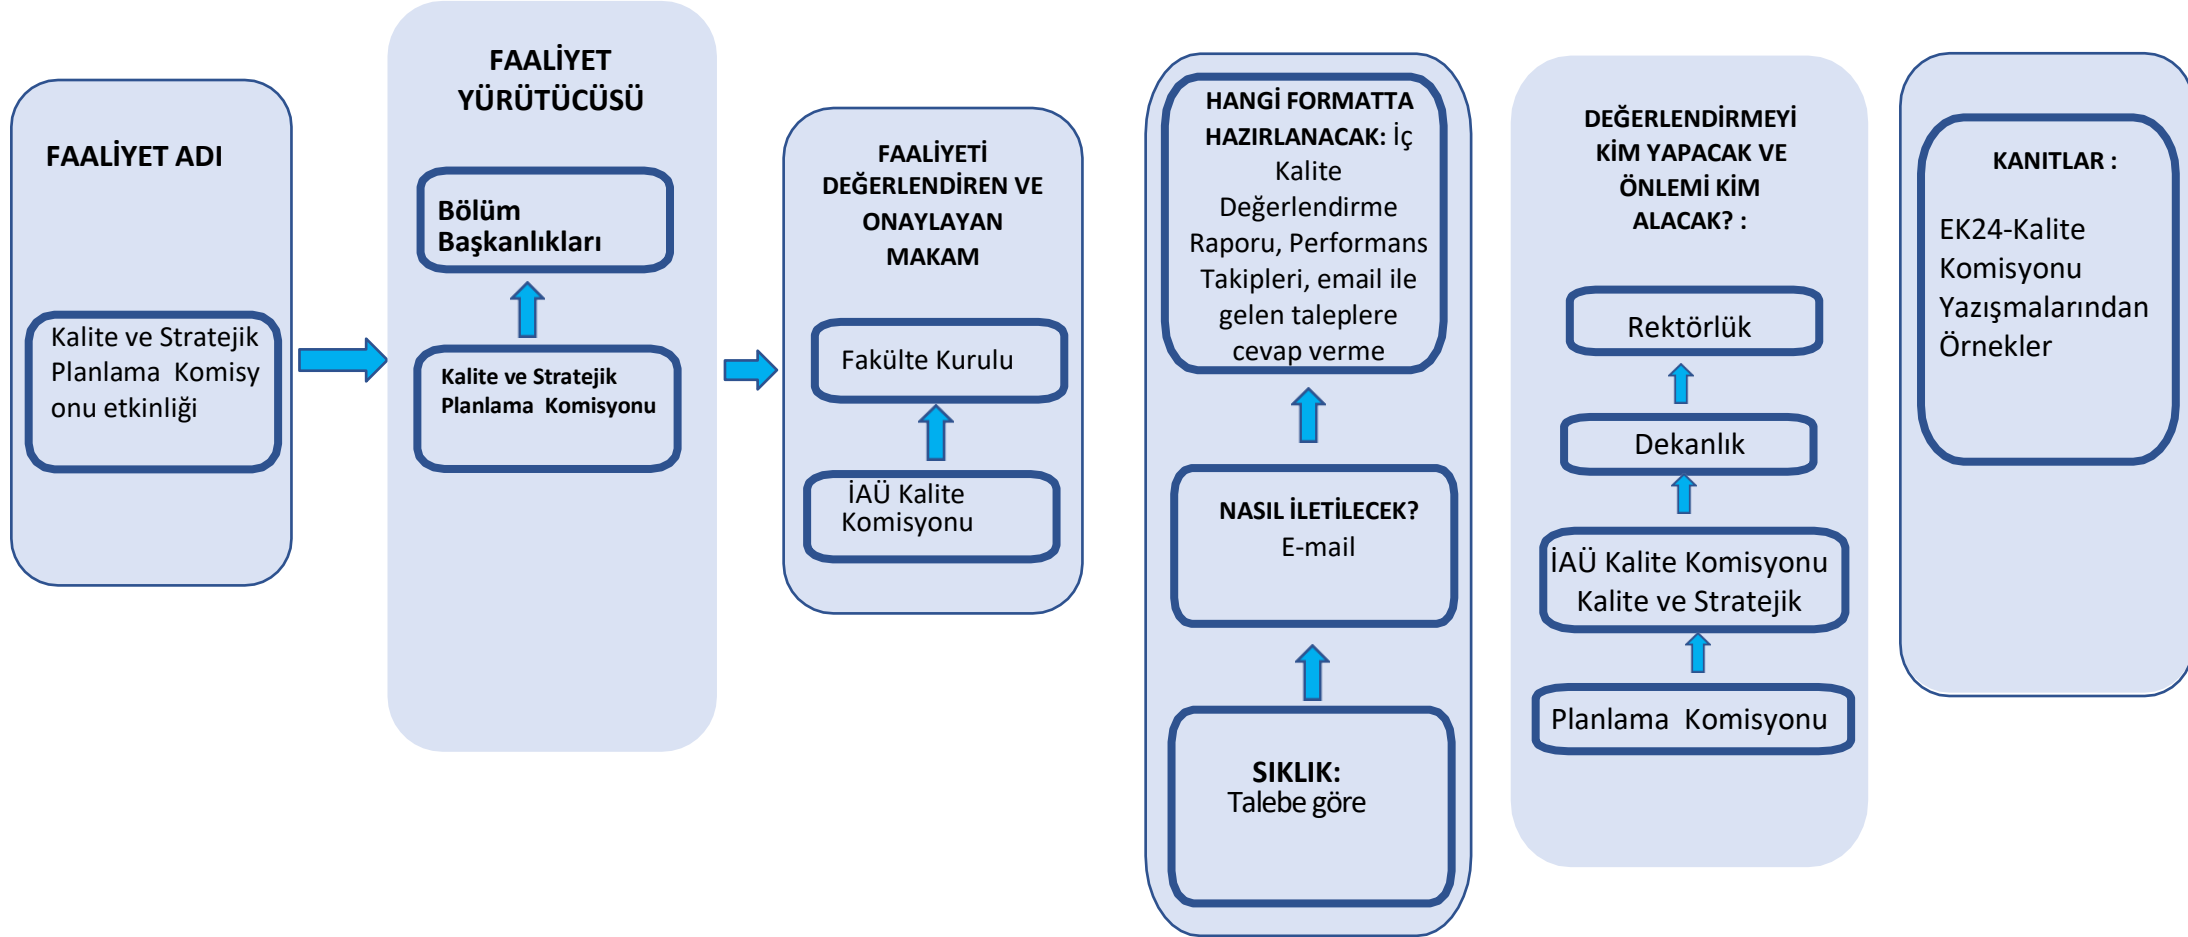 FAALİYET ADI
Kalite ve Stratejik
Planlama Komisy
onu etkinliği
FAALİYET
YÜRÜTÜCÜSÜ
Bölüm
Başkanlıkları
Kalite ve Stratejik
Planlama Komisyonu
FAALİYETİ
DEĞERLENDİREN VE
ONAYLAYAN
MAKAM
Fakülte Kurulu
İAÜ Kalite
Komisyonu
HANGİ FORMATTA
HAZIRLANACAK: İç
Kalite
Değerlendirme
Raporu, Performans
Takipleri, email ile
gelen taleplere
cevap verme
NASIL İLETİLECEK?
E-mail
SIKLIK:
Talebe göre
DEĞERLENDİRMEYİ
KİM YAPACAK VE
ÖNLEMİ KİM
ALACAK? :
Rektörlük
Dekanlık
İAÜ Kalite Komisyonu
Kalite ve Stratejik
Planlama Komisyonu
KANITLAR :
EK24-Kalite
Komisyonu
Yazışmalarından
Örnekler